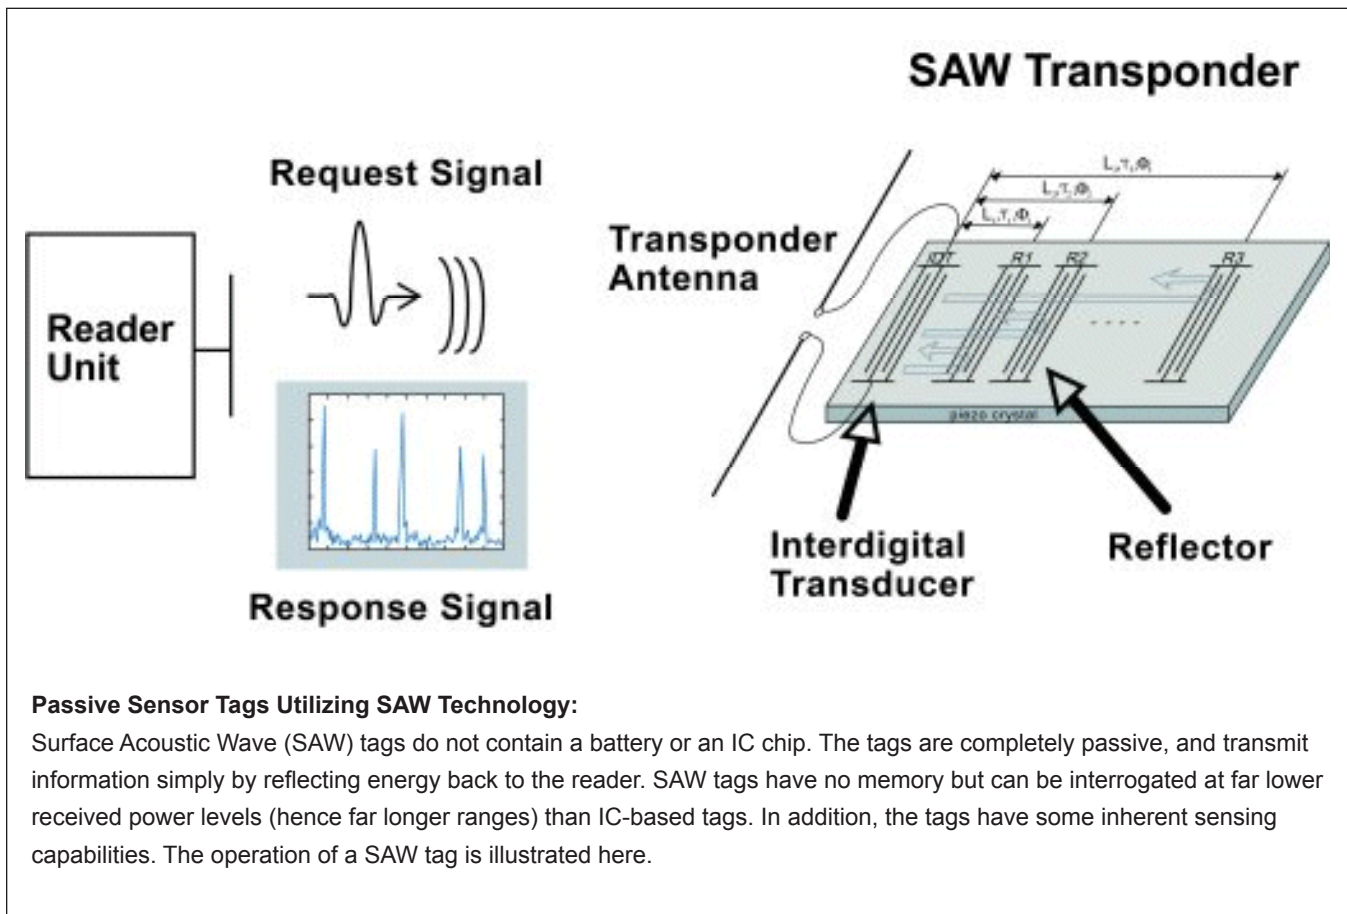 SAW Transponder
Request Signal
Reader
Unit
Response Signal
Transponder
Antenna
IDT
R1
R2
R3
piezo crystal
Interdigital
Transducer
Reflector
Passive Sensor Tags Utilizing SAW Technology:
Surface Acoustic Wave (SAW) tags do not contain a battery or an IC chip. The tags are completely passive, and transmit
information simply by reflecting energy back to the reader. SAW tags have no memory but can be interrogated at far lower
received power levels (hence far longer ranges) than IC-based tags. In addition, the tags have some inherent sensing
capabilities. The operation of a SAW tag is illustrated here.